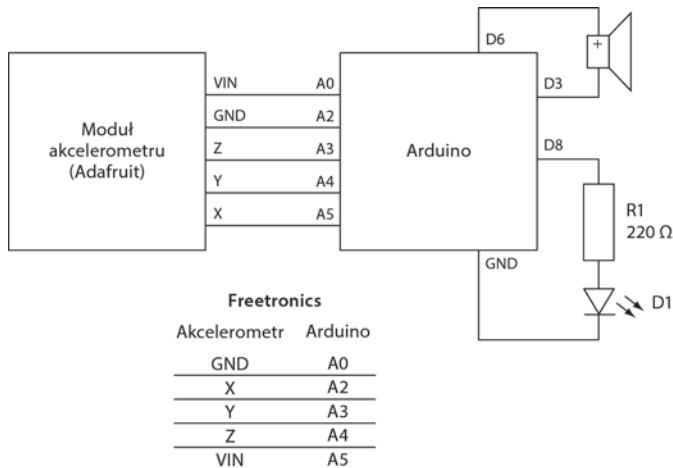 D6
+
D3
VIN A0
GND A2
Z A3
Y A4
X A5
Moduł
akcelerometru
(Adafruit)
Arduino
D8
R1
220 Ω
GND
D1
Freetronics
Akcelerometr Arduino
GND A0
X A2
Y A3
Z A4
VIN A5